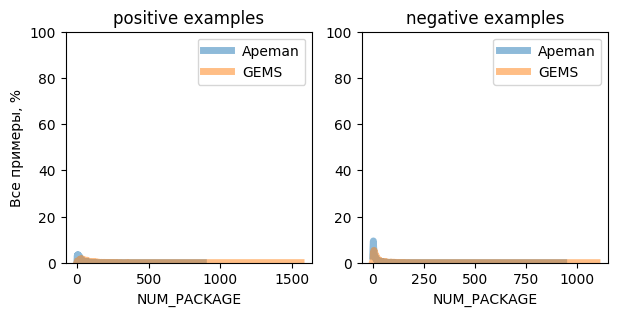 positive examples
negative examples
Все примеры, %
100
80
60
40
20
0
Apeman
GEMS
0
500
1000
1500
NUM_PACKAGE
100
80
60
40
20
0
Apeman
GEMS
0
250
500
750
1000
NUM_PACKAGE